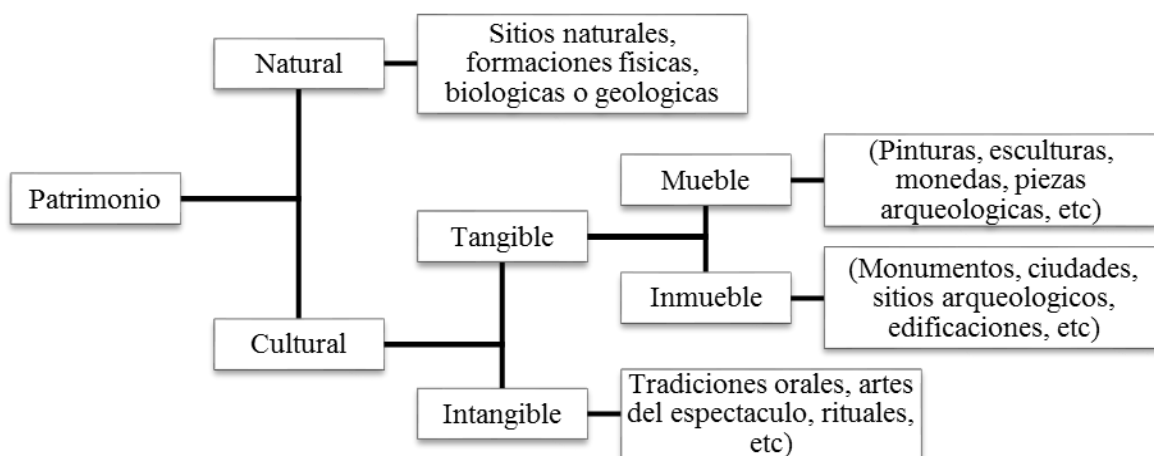 Patrimonio
Natural
Sitios naturales,
formaciones físicas,
biologicas o geologicas
Cultural
Tangible
Mueble
(Pinturas, esculturas,
monedas, piezas
arqueologicas, etc)
Inmueble
(Monumentos, ciudades,
sitios arqueologicos,
edificaciones, etc)
Intangible
Tradiciones orales, artes
del espectaculo, rituales,
etc)